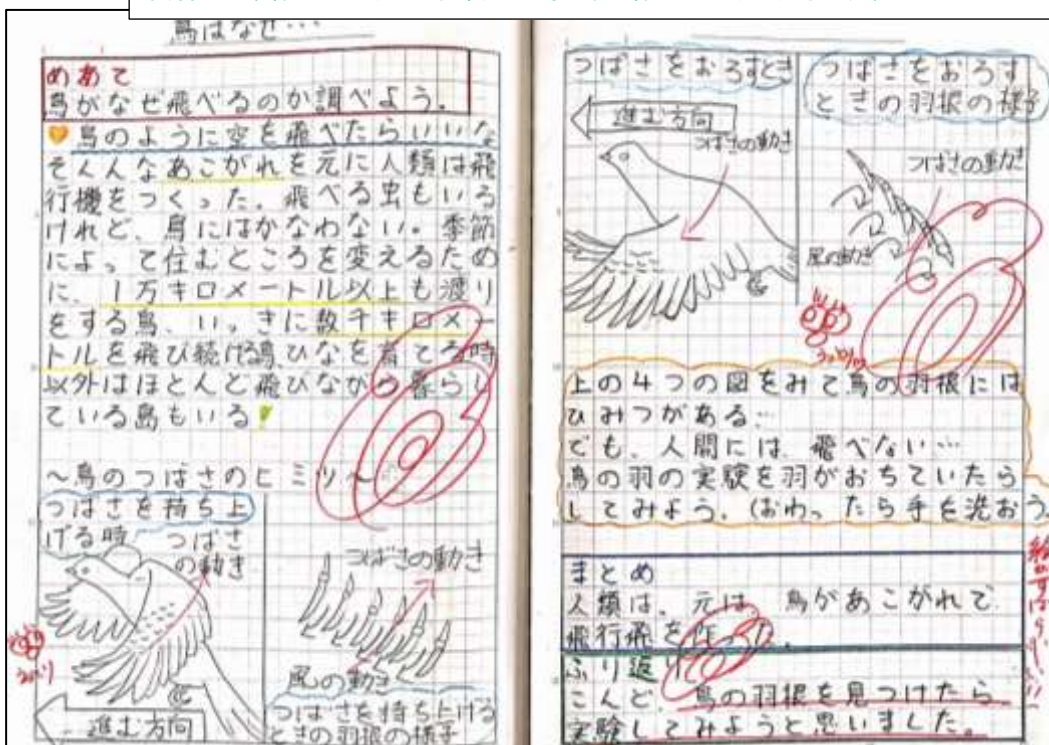 鳥はなぜ…
めあて
鳥がなぜ飛べるのか調べよう。
鳥のように空を飛べたらいいな
そんんなあこがれを元に人類は飛
行機をつくった。飛べる虫もいる
けれど、鳥にはかなわない。季節
によって住むところを変えるため
に、1万キロメートル以上も渡り
をする鳥、いっきに数千キロメー
トルを飛び続ける鳥、ひなを育てる時
以外はほとんど飛びながら暮らし
ている鳥もいる
～鳥のつばさのヒミツ～
つばさを持ち上
げる時
つばさ
の動き
進む方向
つばさの動き
風の動き
つばさを持ち上げる
ときの羽根の様子
つばさをおろすとき
進む方向
つばさの動き
つばさをおろす
ときの羽根の様子
つばさの動き
風の動き
上の4つの図をみて鳥の羽根には
ひみつがある…
でも、人間には、飛べない…
鳥の羽の実験を羽がおちていたら
してみよう。(おわったら手を洗おう。
まとめ
人類は、元は、鳥があこがれで、
飛行飛を作った。
ふり返り
こんど、鳥の羽根を見つけたら
実験してみようと思いました。